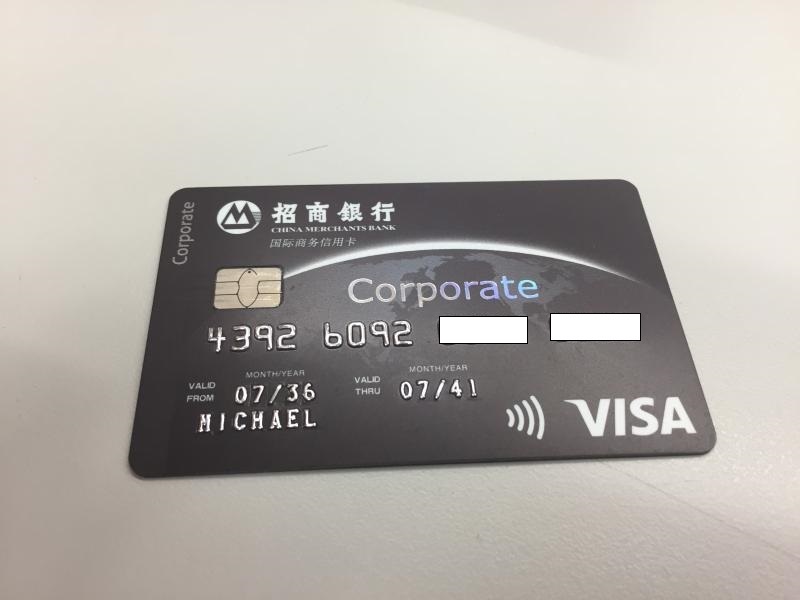 Corporate
招商銀行
CHINA MERCHANTS BANK
国际商务信用卡
Corporate
4392 6092
MONTH/YEAR MONTH/YEAR
VALID FROM 07/36 VALID THRU 07/41
MICHAEL
VISA